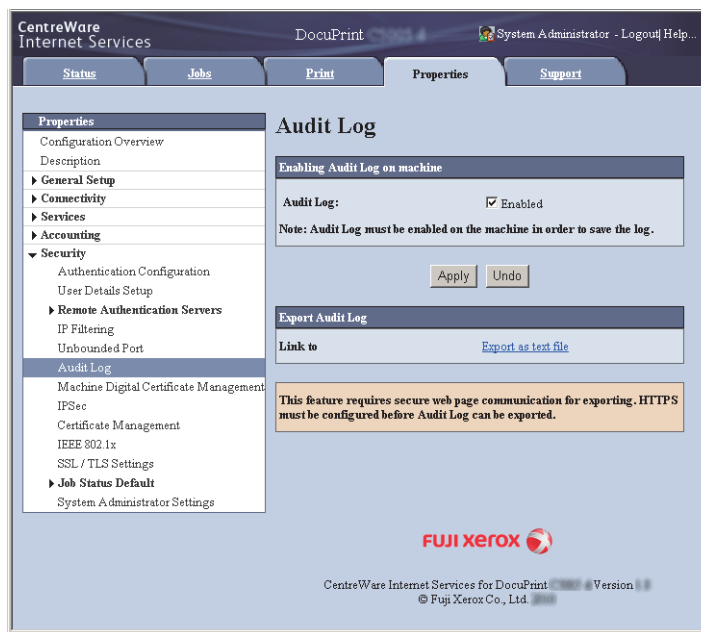 CentreWare
Internet Services
DocuPrint
System Administrator - Logout| Help...
Status
Jobs
Print
Properties
Support
Properties
Configuration Overview
Description
General Setup
Connectivity
Services
Accounting
Security
Authentication Configuration
User Details Setup
Remote Authentication Servers
IP Filtering
Unbounded Port
Audit Log
Machine Digital Certificate Management
IPSec
Certificate Management
IEEE 802.1x
SSL / TLS Settings
Job Status Default
System Administrator Settings
Audit Log
Enabling Audit Log on machine
Audit Log:
Enabled
Note: Audit Log must be enabled on the machine in order to save the log.
Apply
Undo
Export Audit Log
Link to
Export as text file
This feature requires secure web page communication for exporting. HTTPS
must be configured before Audit Log can be exported.
FUJI xerox
CentreWare Internet Services for DocuPrint Version
© Fuji Xerox Co., Ltd.